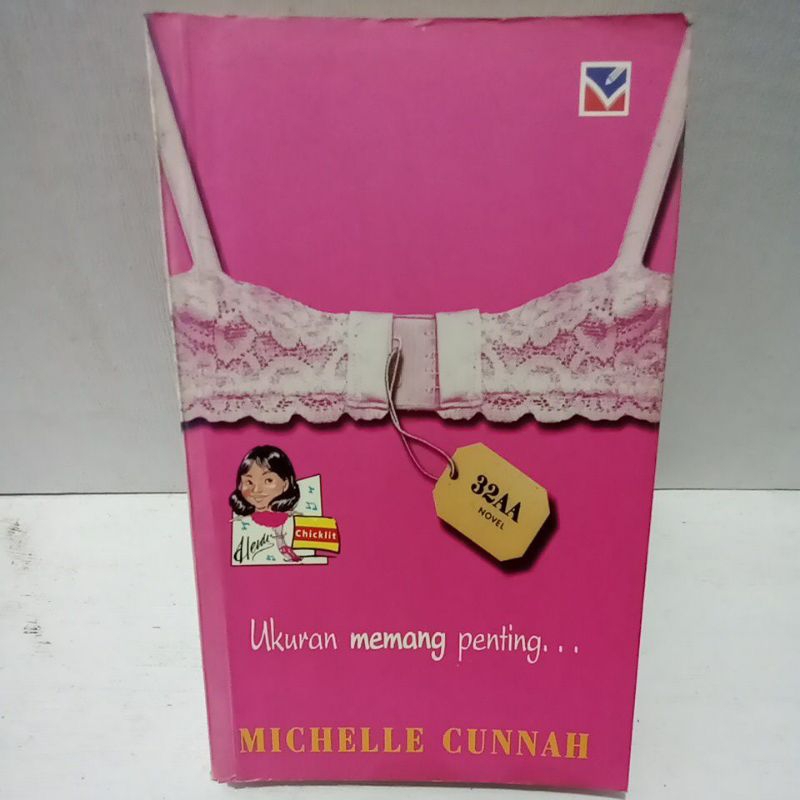 32AA
NOVEL
Chicklit
Ukuran memang penting...
MICHELLE CUNNAH